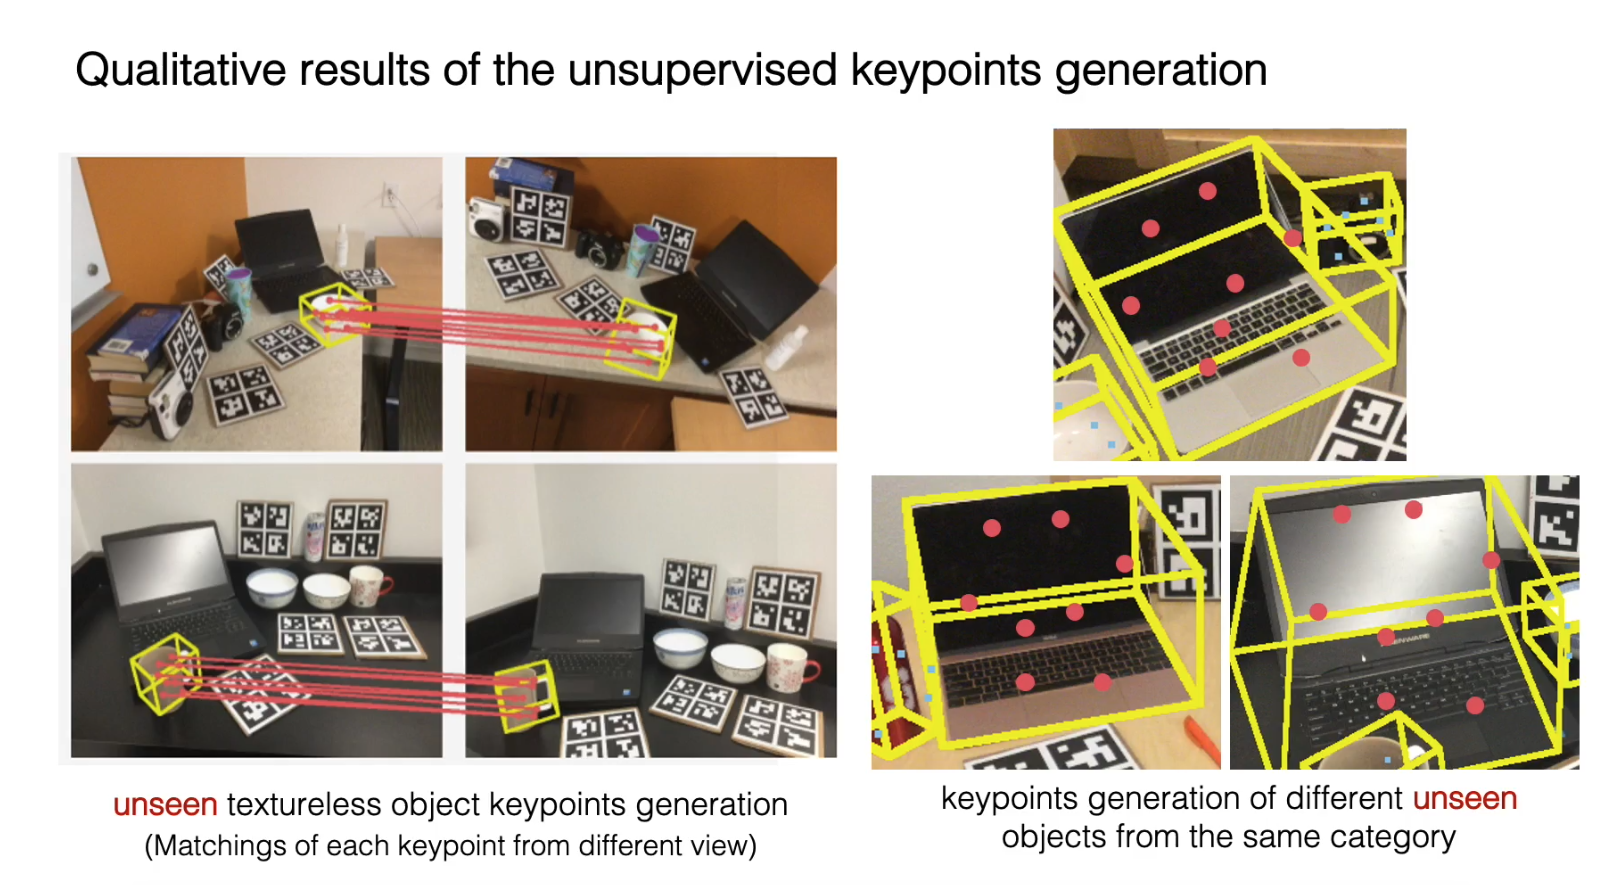 Qualitative results of the unsupervised keypoints generation
unseen textureless object keypoints generation
(Matchings of each keypoint from different view)
keypoints generation of different unseen
objects from the same category